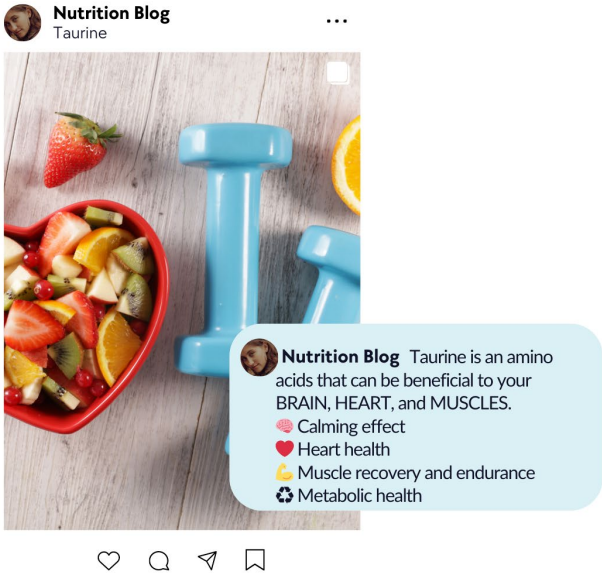 Nutrition Blog
Taurine
Nutrition Blog Taurine is an amino
acids that can be beneficial to your
BRAIN, HEART, and MUSCLES.
🧠 Calming effect
❤️ Heart health
💪 Muscle recovery and endurance
♻️ Metabolic health